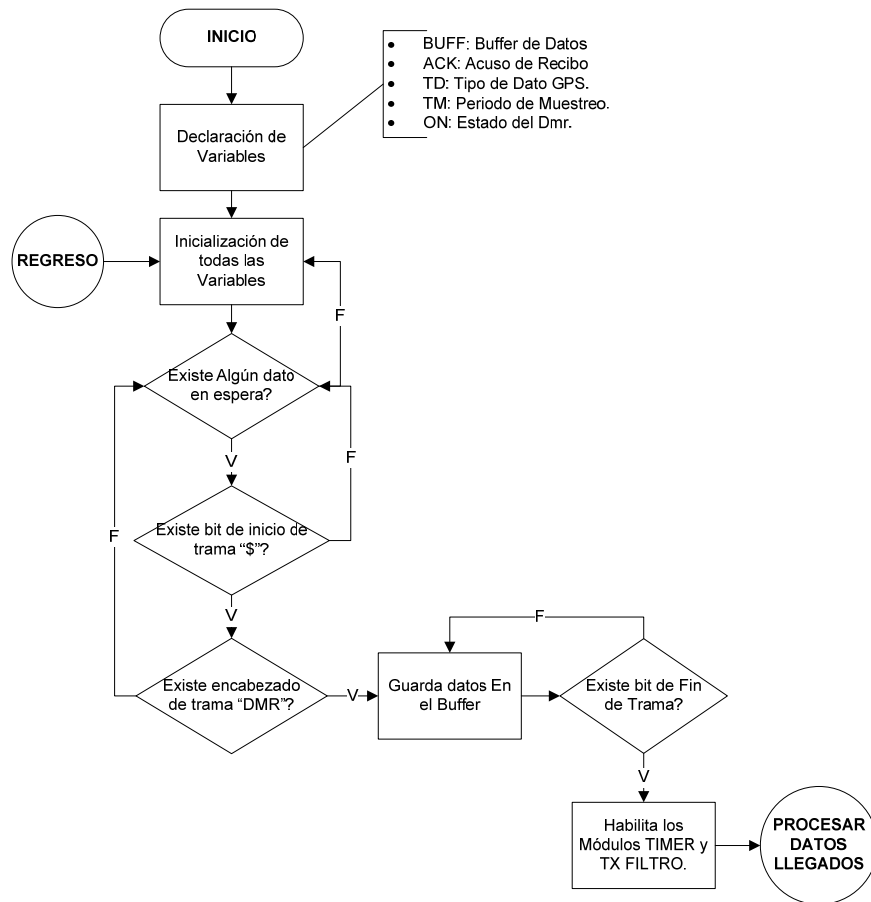 INICIO
• BUFF: Buffer de Datos
• ACK: Acuso de Recibo
• TD: Tipo de Dato GPS.
• TM: Periodo de Muestreo.
• ON: Estado del Dmr.
Declaración de
Variables
REGRESO
Inicialización de
todas las
Variables
F
Existe Algún dato
en espera?
V
F
Existe bit de inicio de
trama “$”?
F
V
F
Existe encabezado
de trama “DMR”?
V
Guarda datos En
el Buffer
Existe bit de Fin
de Trama?
V
Habilita los
Módulos TIMER y
TX FILTRO.
PROCESAR
DATOS
LLEGADOS